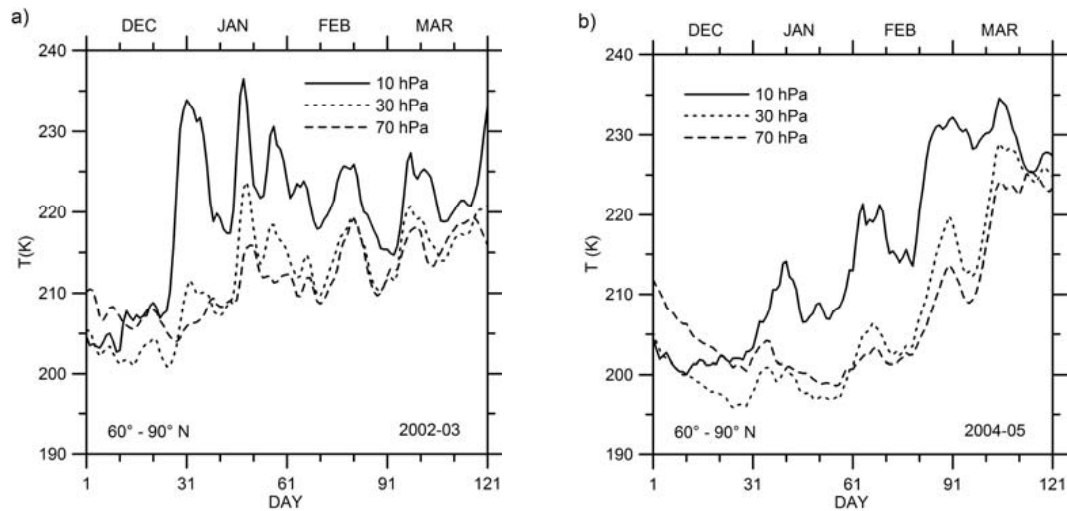 a)
DEC JAN FEB MAR
240
230
220
210
200
190
T(K)
10 hPa
30 hPa
70 hPa
60° - 90° N
2002-03
1 31 61 91 121
DAY
b)
DEC JAN FEB MAR
240
230
220
210
200
190
T (K)
10 hPa
30 hPa
70 hPa
60° - 90° N
2004-05
1 31 61 91 121
DAY